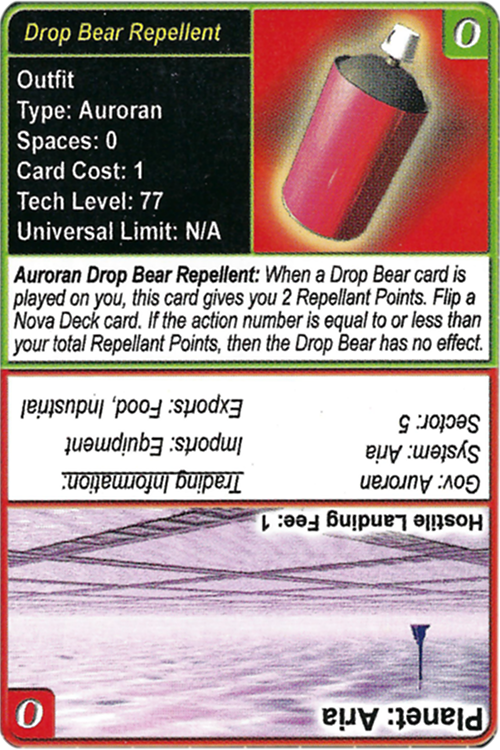 Drop Bear Repellent
O
Outfit
Type: Auroran
Spaces: 0
Card Cost: 1
Tech Level: 77
Universal Limit: N/A
Auroran Drop Bear Repellent: When a Drop Bear card is
played on you, this card gives you 2 Repellant Points. Flip a
Nova Deck card. If the action number is equal to or less than
your total Repellant Points, then the Drop Bear has no effect.
Planet: Aria
O
Hostile Landing Fee: 1
Gov: Auroran
System: Aria
Sector: 5
Trading Information:
Imports: Equipment
Exports: Food, Industrial